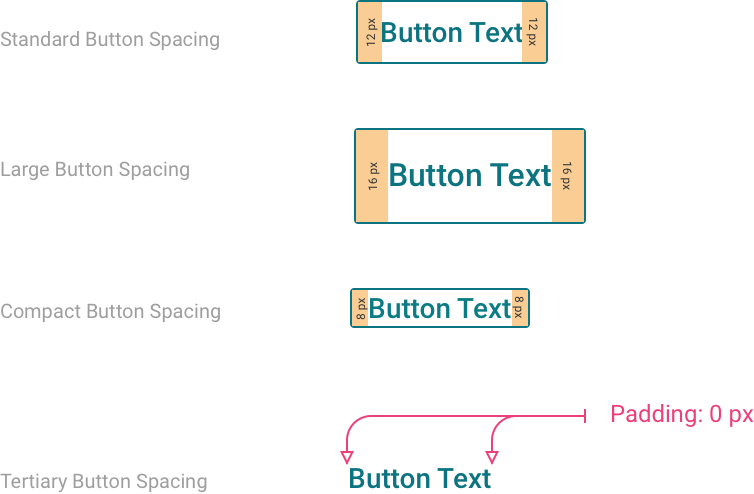 Standard Button Spacing
12 px
Button Text
12 px
Large Button Spacing
16 px
Button Text
16 px
Compact Button Spacing
8 px
Button Text
8 px
Padding: 0 px
Tertiary Button Spacing
Button Text